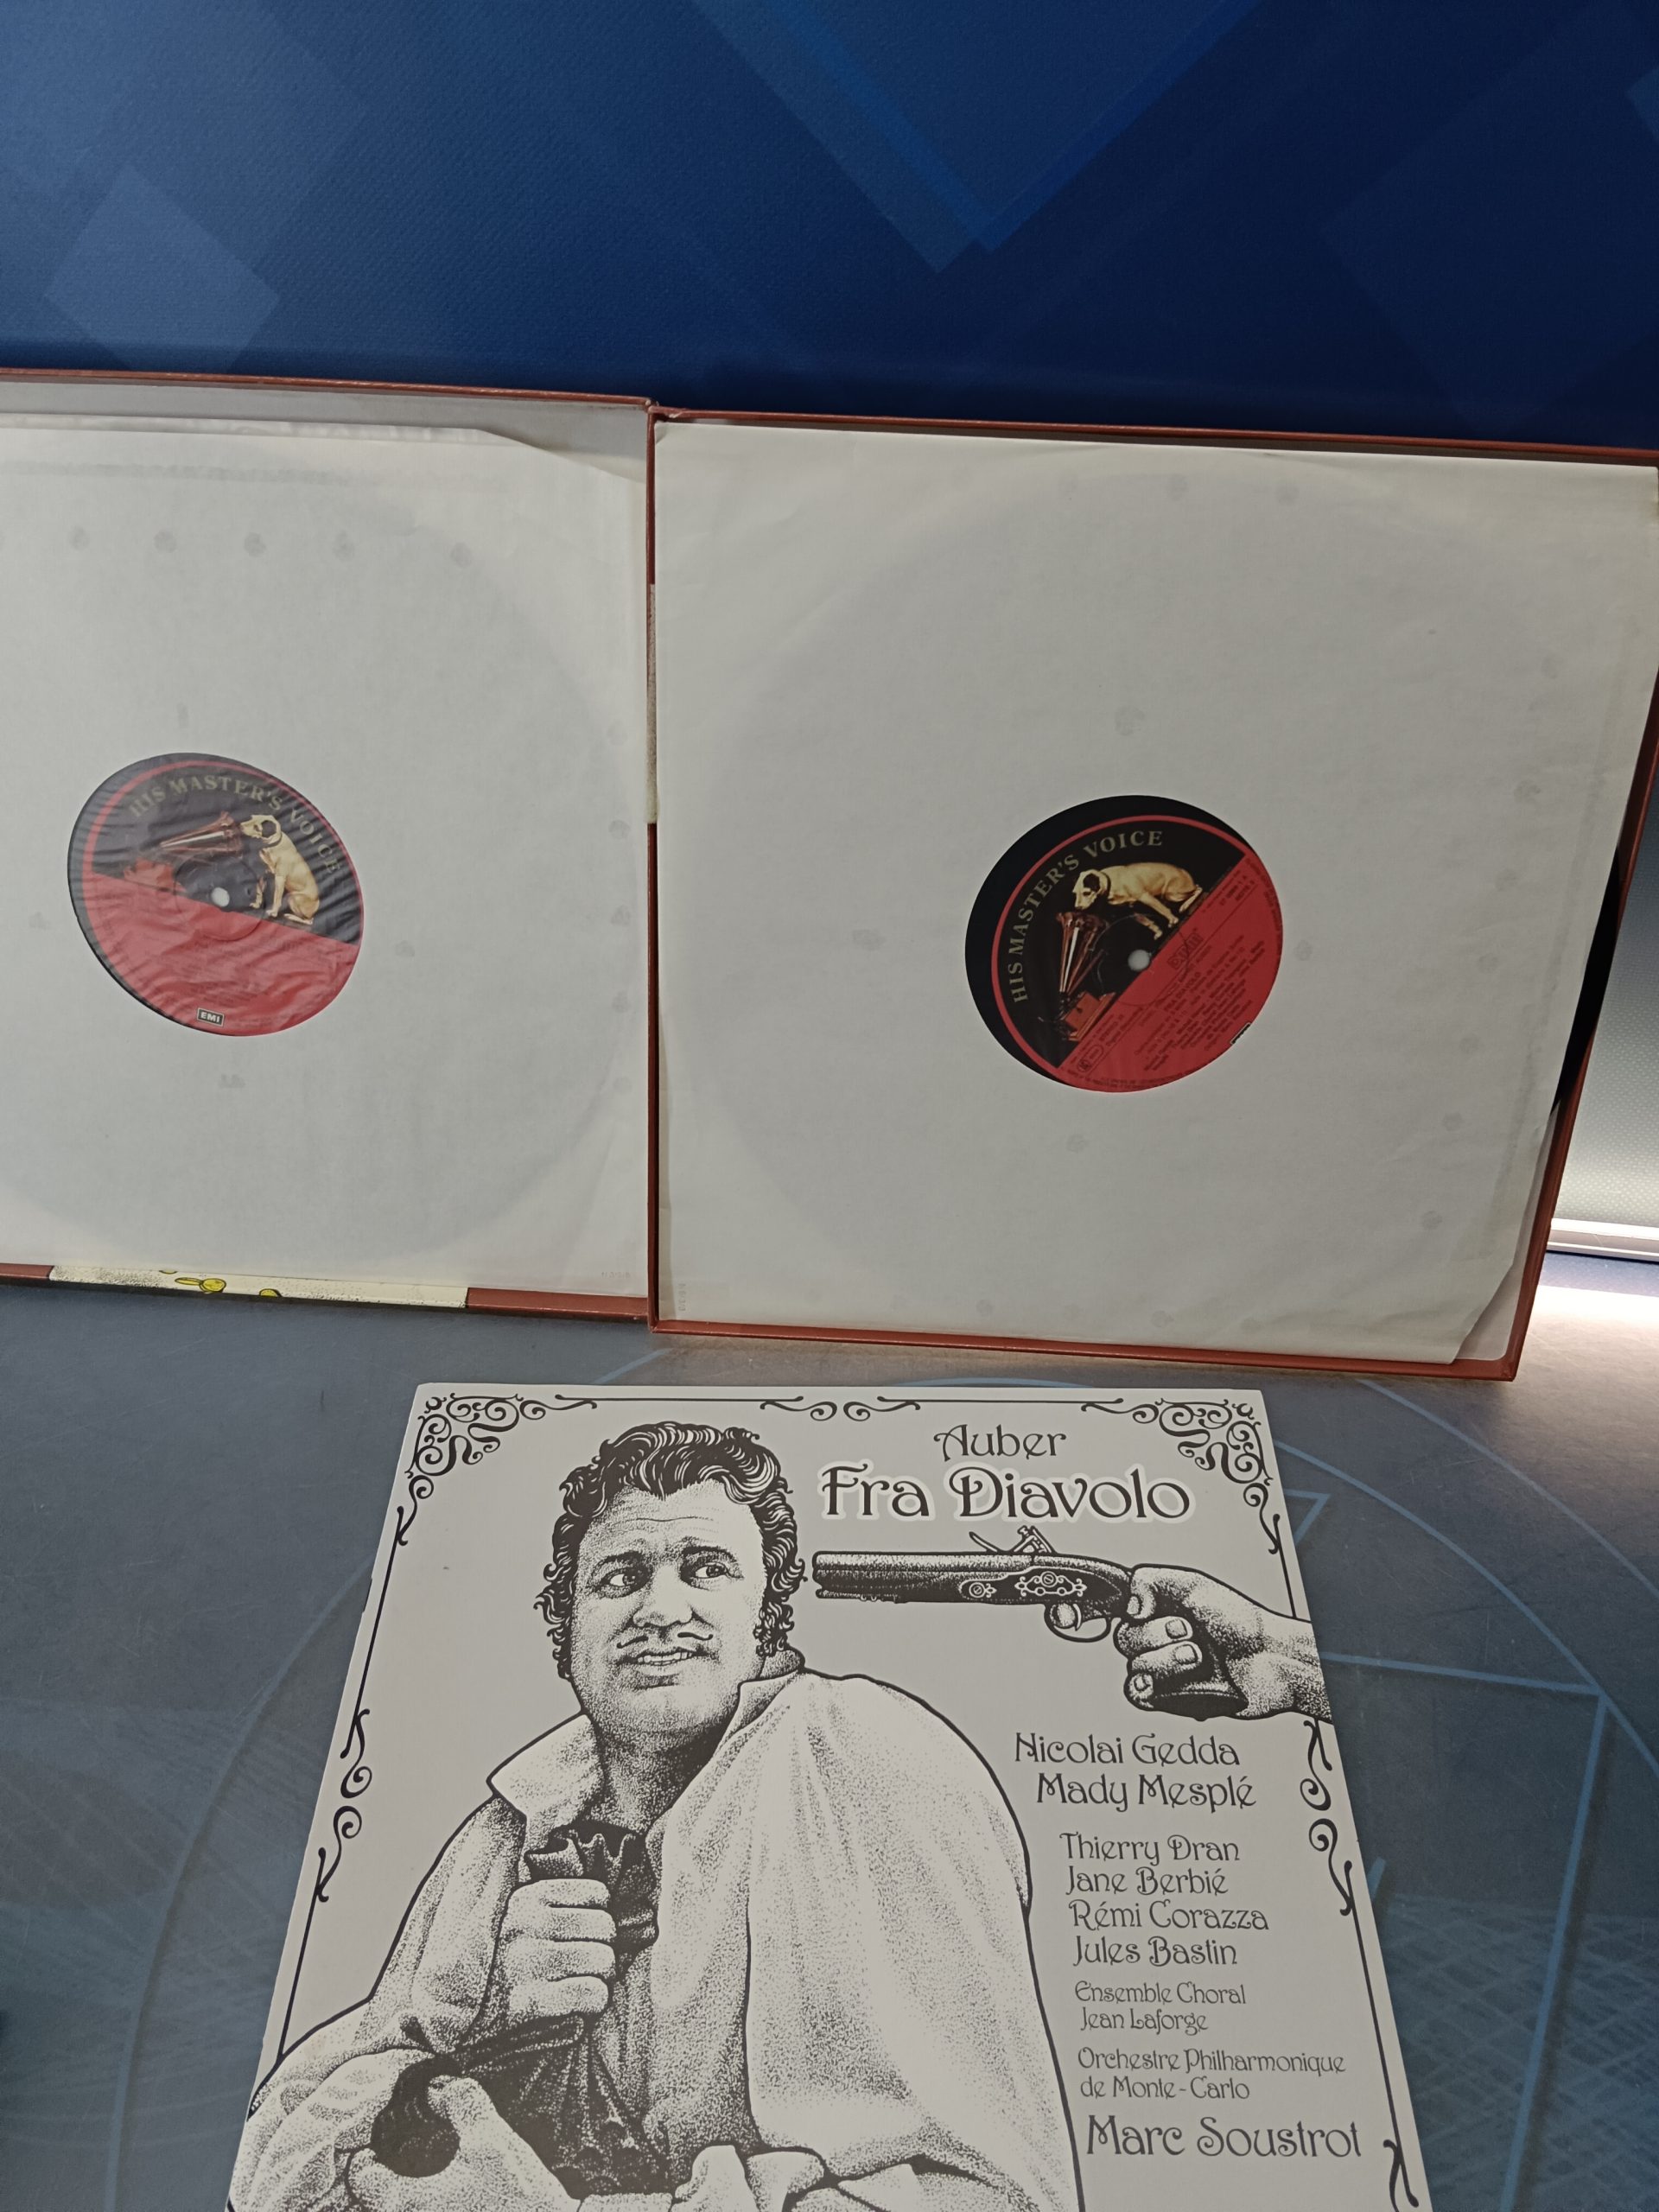 HIS MASTER'S VOICE
EMI
HIS MASTER'S VOICE
Auber
Fra Diavolo
Nicolai Gedda
Mady Mesplé
Thierry Dran
Jane Berbié
Rémi Corazza
Jules Bastin
Ensemble Choral
Jean Laforge
Orchestre Philharmonique
de Monte-Carlo
Marc Soustrot